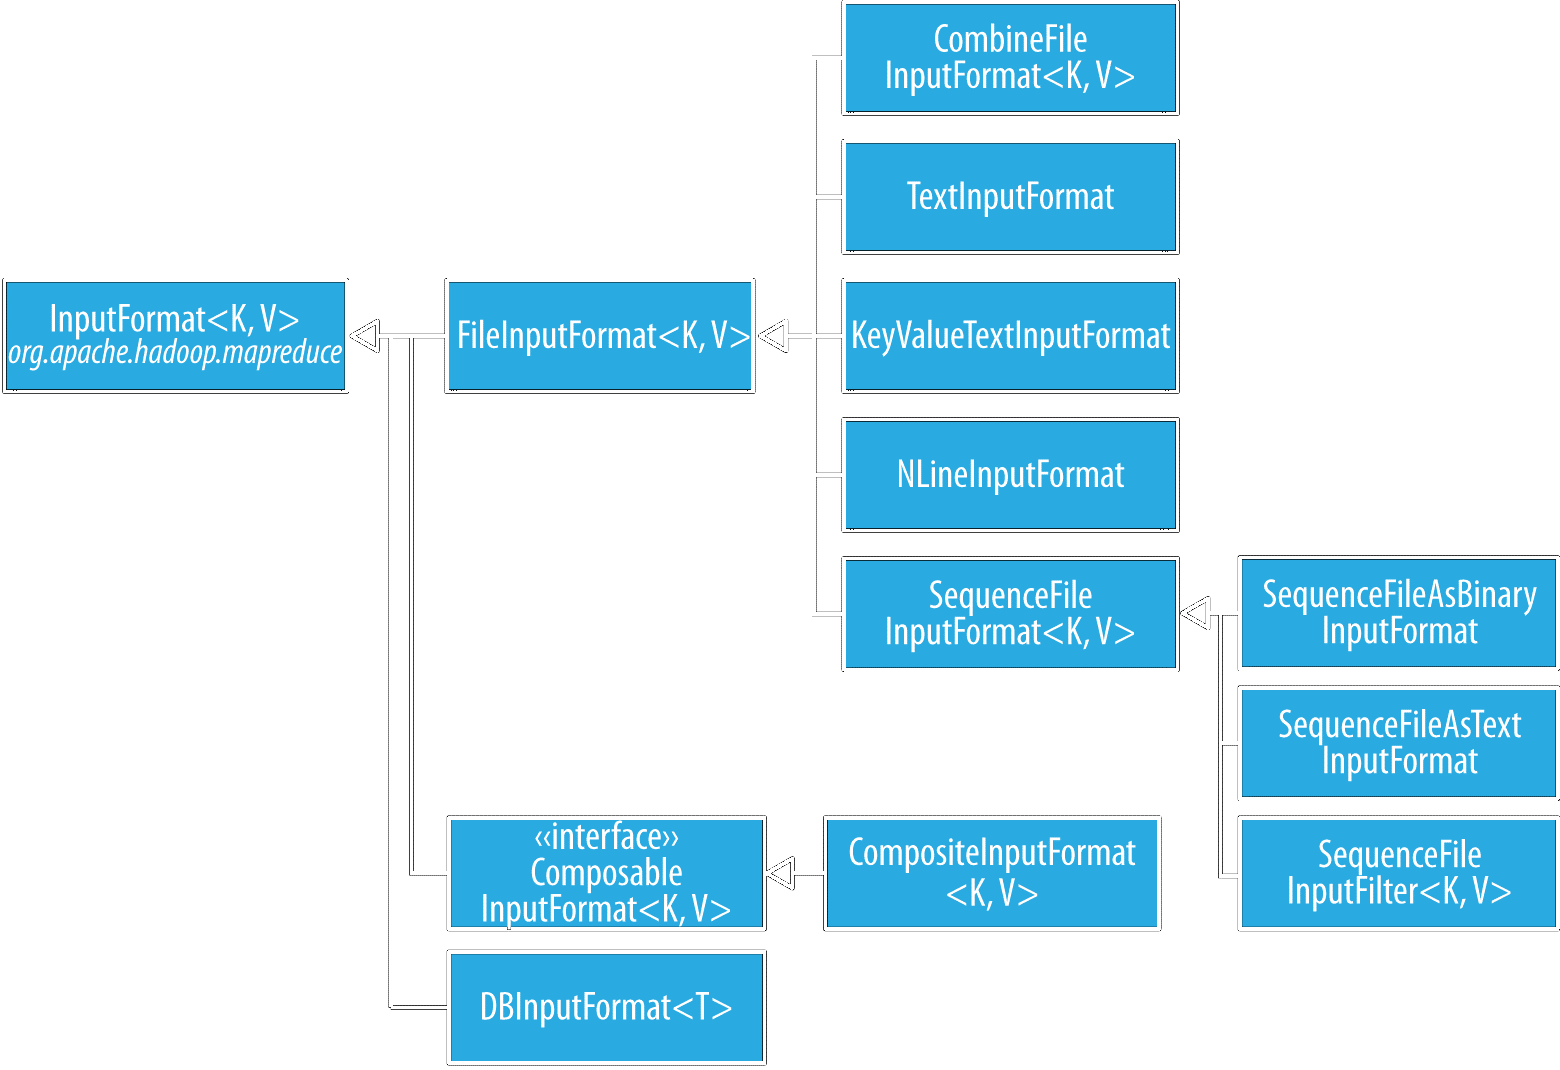 CombineFile
InputFormat<K, V>
TextInputFormat
InputFormat<K, V>
org.apache.hadoop.mapreduce
FileInputFormat<K, V>
KeyValueTextInputFormat
NLineInputFormat
SequenceFile
InputFormat<K, V>
SequenceFileAsBinary
InputFormat
SequenceFileAsText
InputFormat
‹‹interface››
Composable
InputFormat<K, V>
CompositeInputFormat
<K, V>
SequenceFile
InputFilter<K, V>
DBInputFormat<T>